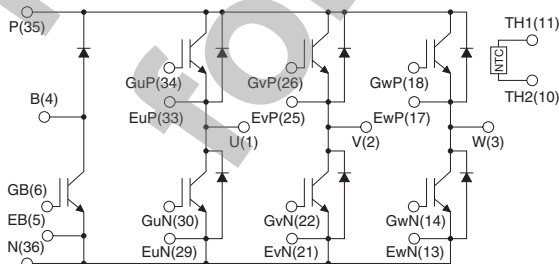 P(35)
TH1(11)
NTC
GuP(34)
GvP(26)
GwP(18)
TH2(10)
B(4)
EuP(33)
EvP(25)
EwP(17)
U(1)
V(2)
W(3)
GB(6)
GuN(30)
GvN(22)
GwN(14)
EB(5)
N(36)
EuN(29)
EvN(21)
EwN(13)